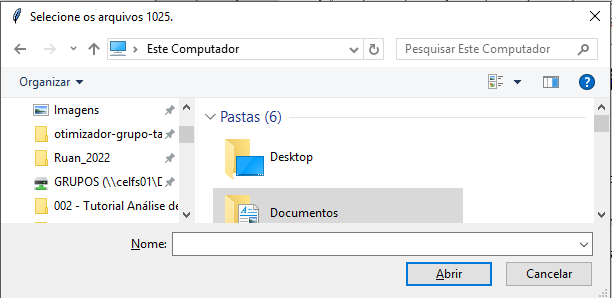 Selecione os arquivos 1025.
Este Computador
Pesquisar Este Computador
Organizar
Imagens
otimizador-grupo-ta
Ruan_2022
GRUPOS (\\celfs01\D
002 - Tutorial Análise de
Pastas (6)
Desktop
Documentos
Nome:
Abrir
Cancelar